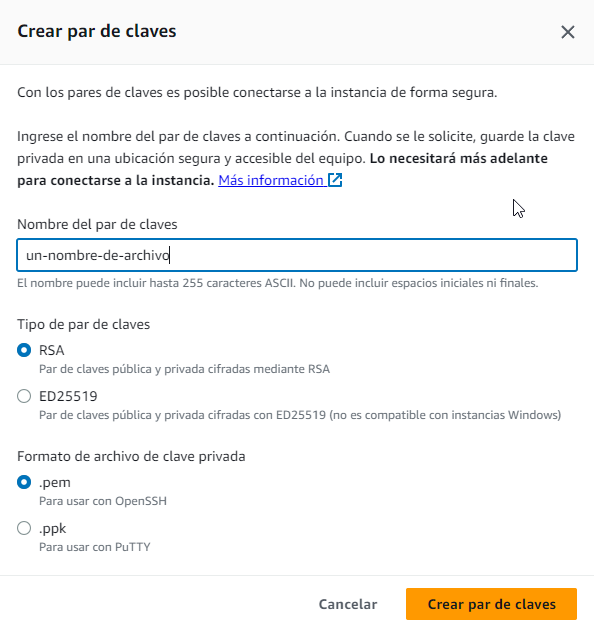 Crear par de claves
Con los pares de claves es posible conectarse a la instancia de forma segura.
Ingrese el nombre del par de claves a continuación. Cuando se le solicite, guarde la clave
privada en una ubicación segura y accesible del equipo. Lo necesitará más adelante
para conectarse a la instancia. Más información
Nombre del par de claves
un-nombre-de-archivo
El nombre puede incluir hasta 255 caracteres ASCII. No puede incluir espacios iniciales ni finales.
Tipo de par de claves
RSA
Par de claves pública y privada cifradas mediante RSA
ED25519
Par de claves pública y privada cifradas con ED25519 (no es compatible con instancias Windows)
Formato de archivo de clave privada
.pem
Para usar con OpenSSH
.ppk
Para usar con PuTTY
Cancelar
Crear par de claves